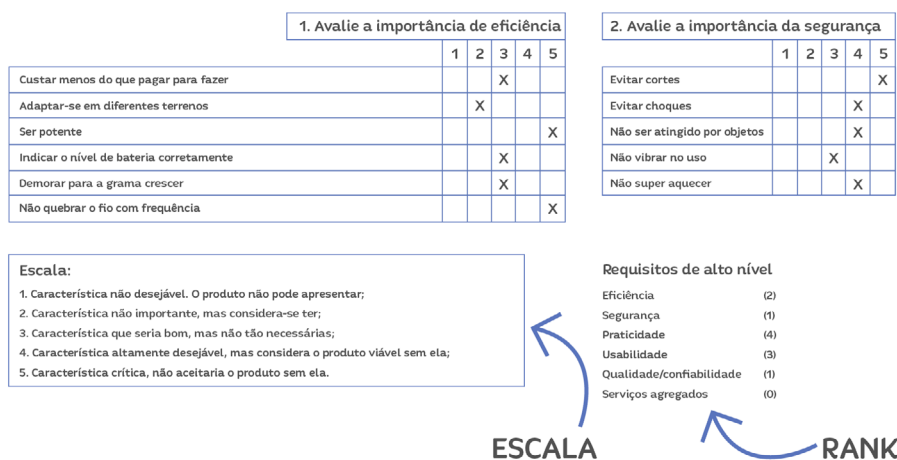 1. Avalie a importância de eficiência
1 2 3 4 5
Custar menos do que pagar para fazer X
Adaptar-se em diferentes terrenos X
Ser potente X
Indicar o nível de bateria corretamente X
Demorar para a grama crescer X
Não quebrar o fio com frequência X
2. Avalie a importância da segurança
1 2 3 4 5
Evitar cortes X
Evitar choques X
Não ser atingido por objetos X
Não vibrar no uso X
Não super aquecer X
Escala:
1. Característica não desejável. O produto não pode apresentar;
2. Característica não importante, mas considera-se ter;
3. Característica que seria bom, mas não tão necessárias;
4. Característica altamente desejável, mas considera o produto viável sem ela;
5. Característica crítica, não aceitaria o produto sem ela.
ESCALA
Requisitos de alto nível
Eficiência (2)
Segurança (1)
Praticidade (4)
Usabilidade (3)
Qualidade/confiabilidade (1)
Serviços agregados (0)
RANK